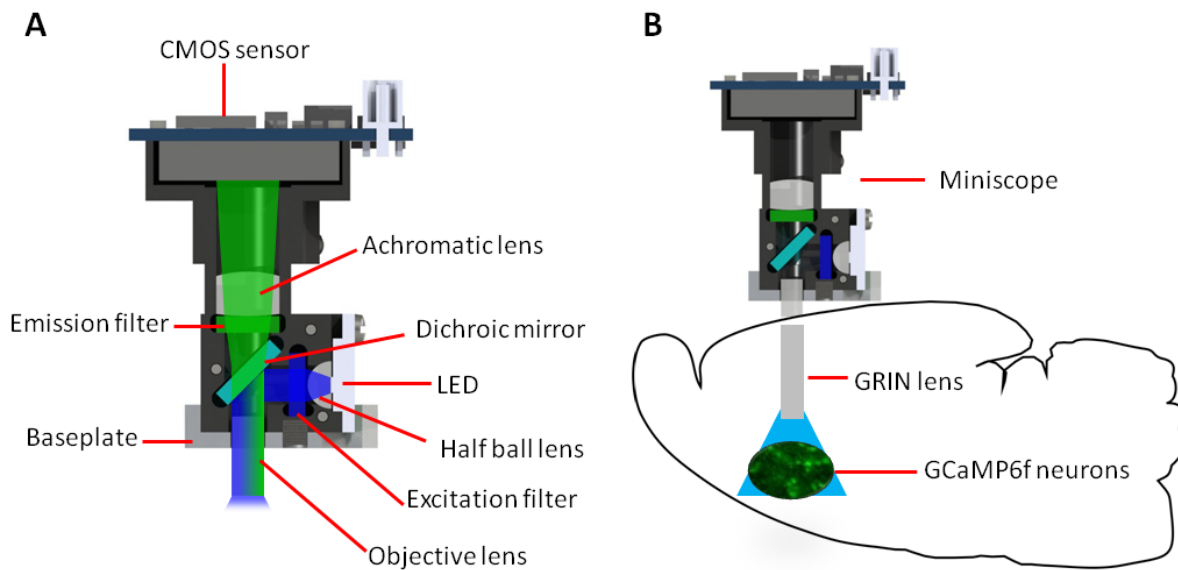 A
CMOS sensor
Achromatic lens
Emission filter
Dichroic mirror
LED
Baseplate
Half ball lens
Excitation filter
Objective lens
B
Miniscope
GRIN lens
GCaMP6f neurons